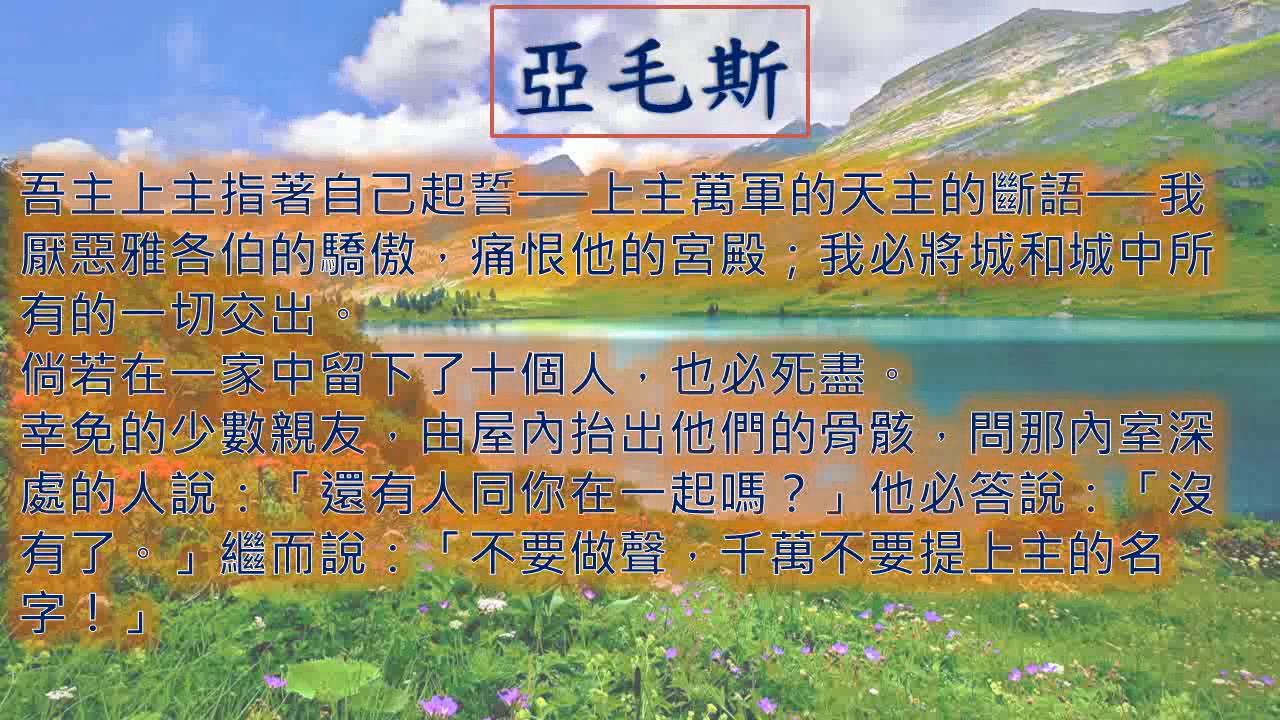 亞毛斯
吾主上主指著自己起誓──上主萬軍的天主的斷語──我
厭惡雅各伯的驕傲，痛恨他的宮殿；我必將城和城中所
有的一切交出。
倘若在一家中留下了十個人，也必死盡。
幸免的少數親友，由屋內抬出他們的骨骸，問那內室深
處的人說：「還有人同你在一起嗎？」他必答說：「沒
有了。」繼而說：「不要做聲，千萬不要提上主的名
字！」